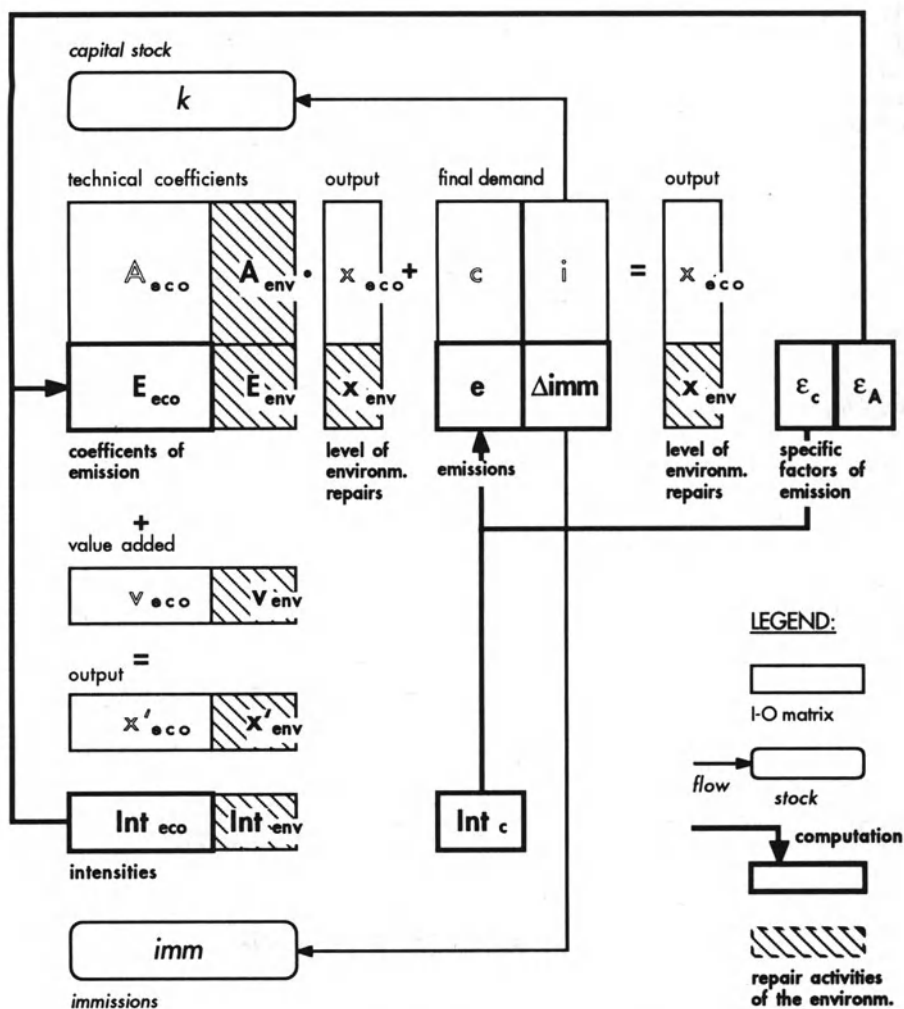 capital stock
k
technical coefficients
output
final demand
output
A eco
A env
•
x eco
+
c
i
=
x eco
E eco
E env
x env
e
Δimm
x env
ε c
ε A
coefficents of
emission
level of
environm.
repairs
emissions
level of
environm.
repairs
specific
factors of
emission
+
value added
v eco
v env
output
=
x' eco
x' env
Int eco
Int env
Int c
intensities
imm
immissions
LEGEND:
I-O matrix
flow
stock
computation
repair activities
of the environm.